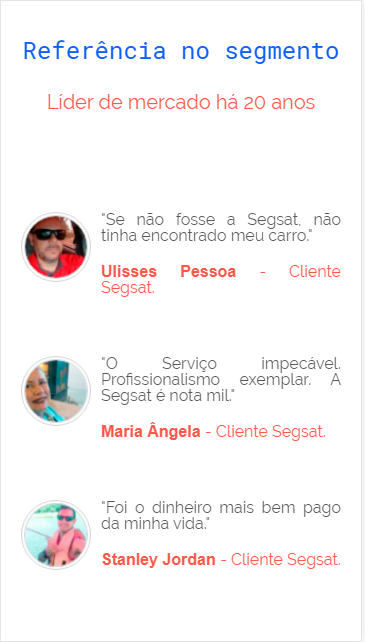 Referência no segmento
Líder de mercado há 20 anos
"Se não fosse a Segsat, não
tinha encontrado meu carro."
Ulisses Pessoa - Cliente
Segsat.
"O Serviço impecável.
Profissionalismo exemplar. A
Segsat é nota mil."
Maria Ângela - Cliente Segsat.
"Foi o dinheiro mais bem pago
da minha vida."
Stanley Jordan - Cliente Segsat.